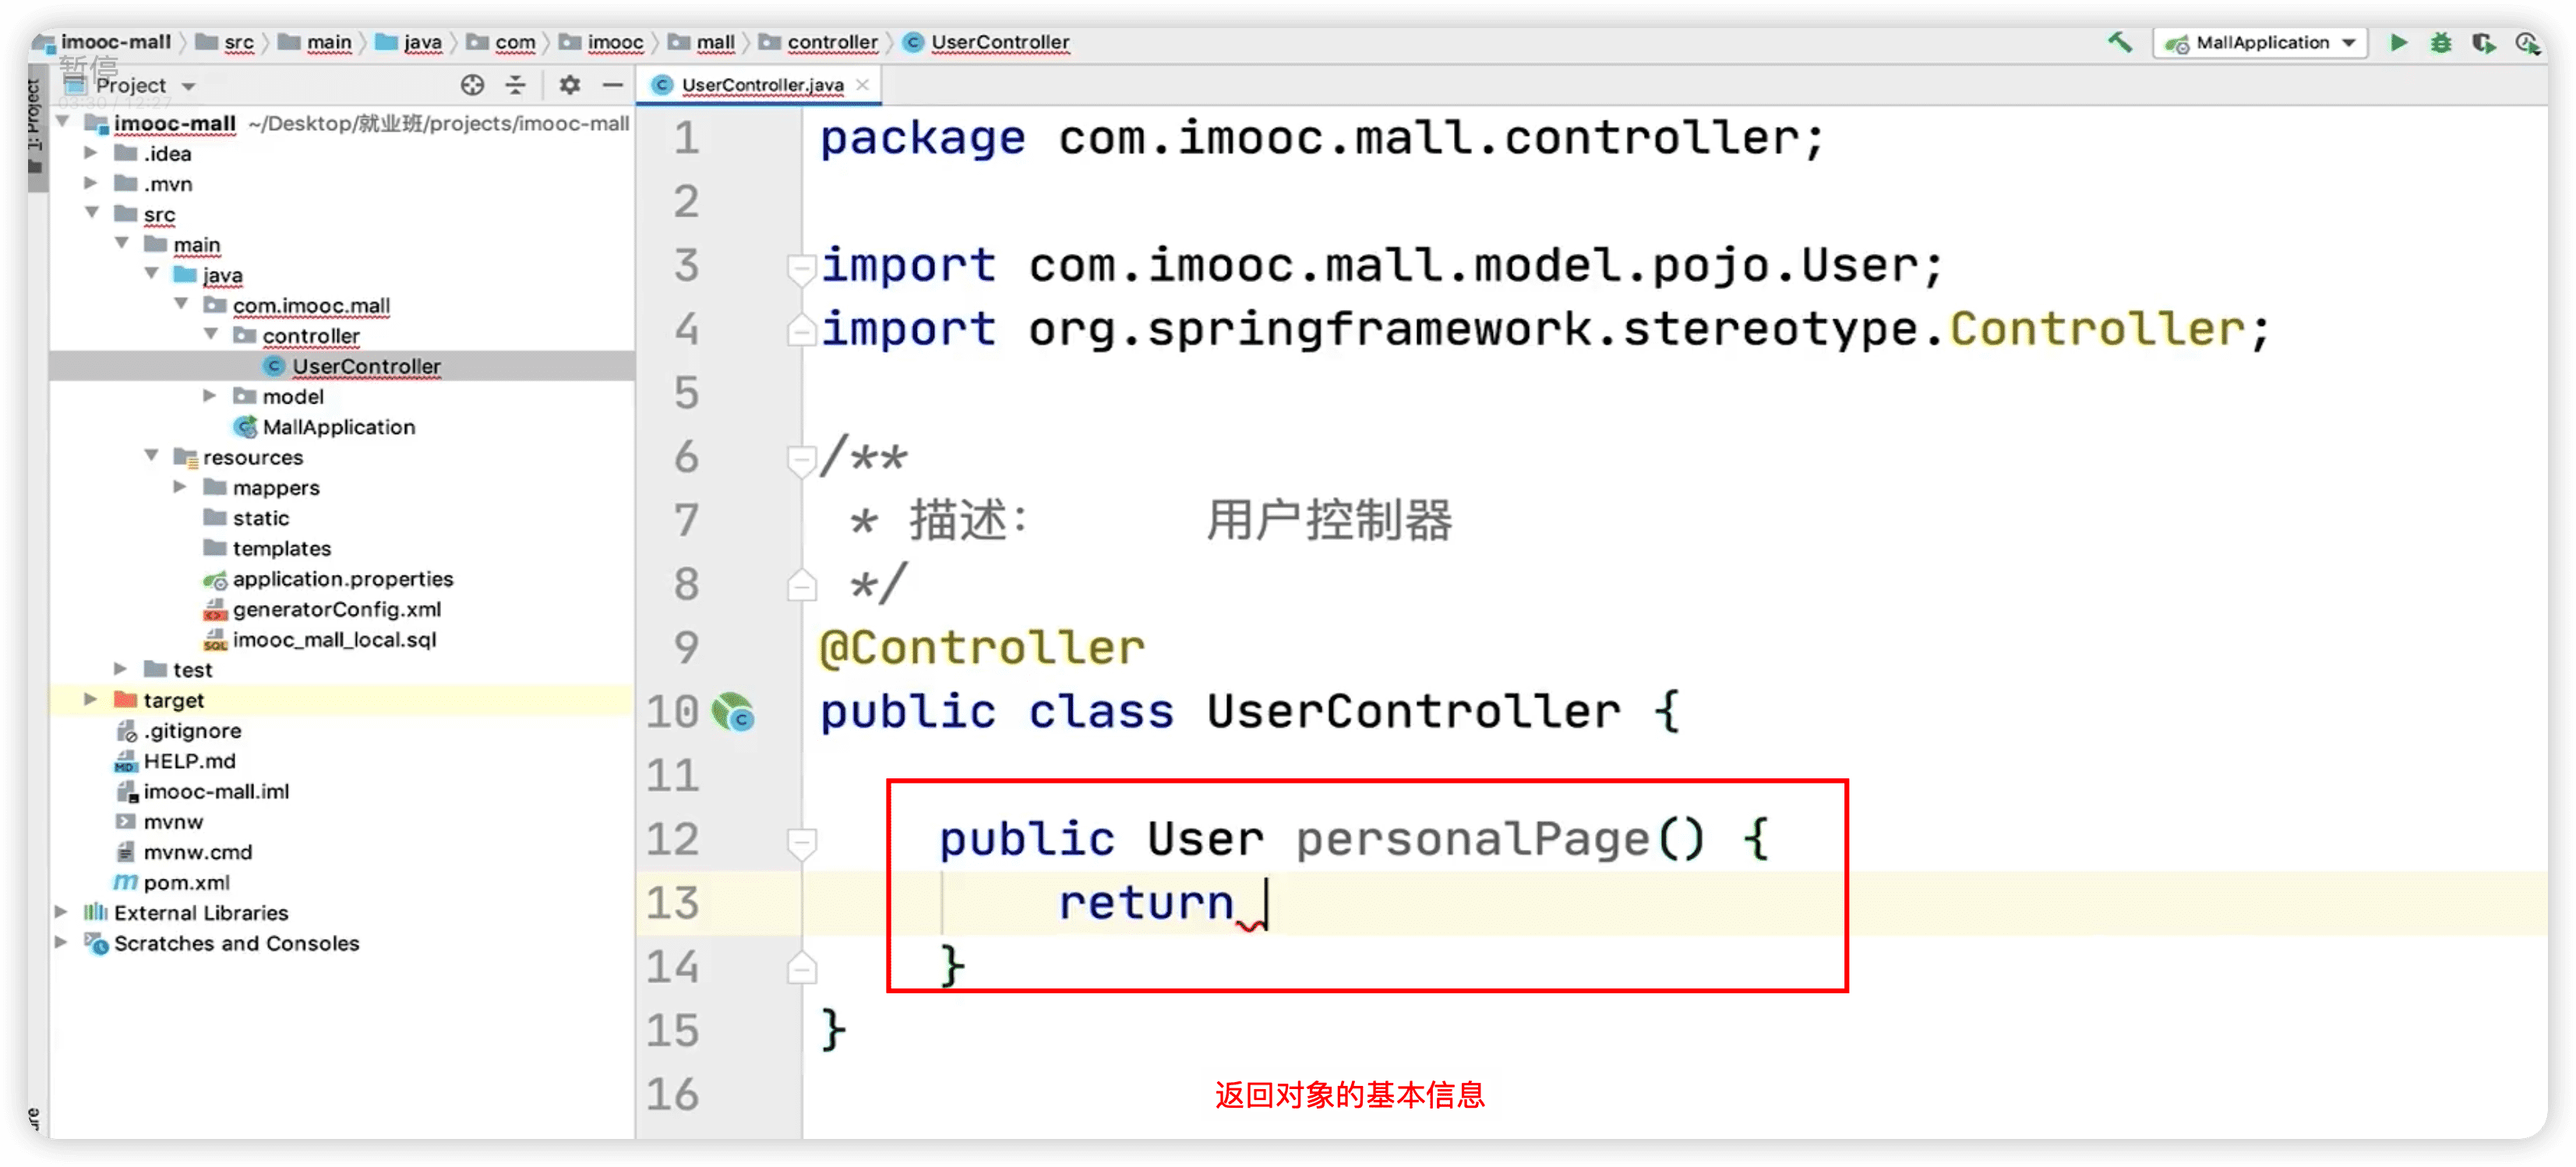 imooc-mall src main java com imooc mall controller UserController MallApplication
暂停
1: Project
Project
UserController.java
03:30 / 12:27
imooc-mall ~/Desktop/就业班/projects/imooc-mall
.idea
.mvn
src
main
java
com.imooc.mall
controller
UserController
model
MallApplication
resources
mappers
static
templates
application.properties
generatorConfig.xml
imooc_mall_local.sql
test
target
.gitignore
HELP.md
imooc-mall.iml
mvnw
mvnw.cmd
pom.xml
External Libraries
Scratches and Consoles
1 package com.imooc.mall.controller;
2
3 import com.imooc.mall.model.pojo.User;
4 import org.springframework.stereotype.Controller;
5
6 /**
7 * 描述: 用户控制器
8 */
9 @Controller
10 public class UserController {
11
12 public User personalPage() {
13 return
14 }
15 }
16
返回对象的基本信息